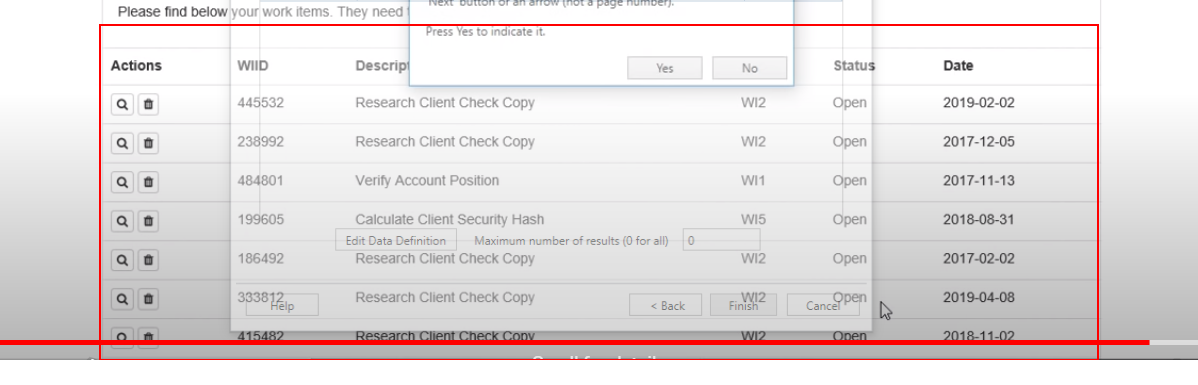 Next' button or an arrow (not a page number).
Please find below your work items. They need
Press Yes to indicate it.
Yes No
Actions WIID Descrip Status Date
445532 Research Client Check Copy WI2 Open 2019-02-02
238992 Research Client Check Copy WI2 Open 2017-12-05
484801 Verify Account Position WI1 Open 2017-11-13
199605 Calculate Client Security Hash WI5 Open 2018-08-31
Edit Data Definition Maximum number of results (0 for all) 0
186492 Research Client Check Copy WI2 Open 2017-02-02
333812 Research Client Check Copy WI2 Open 2019-04-08
Help < Back Finish Cancel
415482 Research Client Check Copy WI2 Open 2018-11-02